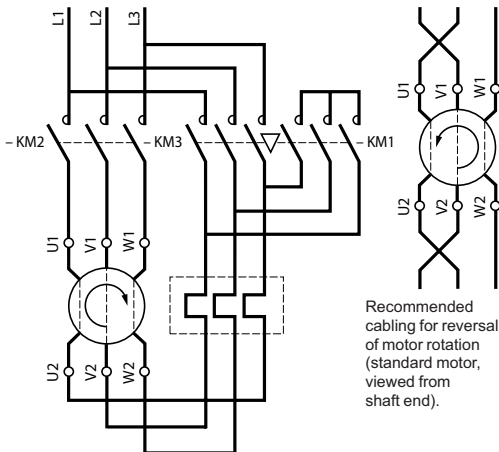 L1
L2
L3
– KM2
– KM3
– KM1
U1
V1
W1
U2
V2
W2
U1
V1
W1
U2
V2
W2
Recommended
cabling for reversal
of motor rotation
(standard motor,
viewed from
shaft end).